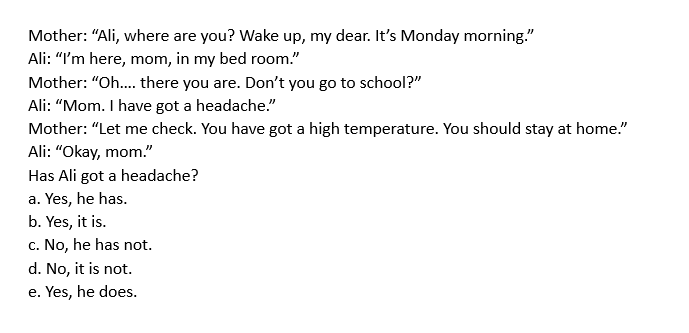 Mother: “Ali, where are you? Wake up, my dear. It’s Monday morning.”
Ali: “I’m here, mom, in my bed room.”
Mother: “Oh.... there you are. Don’t you go to school?”
Ali: “Mom. I have got a headache.”
Mother: “Let me check. You have got a high temperature. You should stay at home.”
Ali: “Okay, mom.”
Has Ali got a headache?
a. Yes, he has.
b. Yes, it is.
c. No, he has not.
d. No, it is not.
e. Yes, he does.